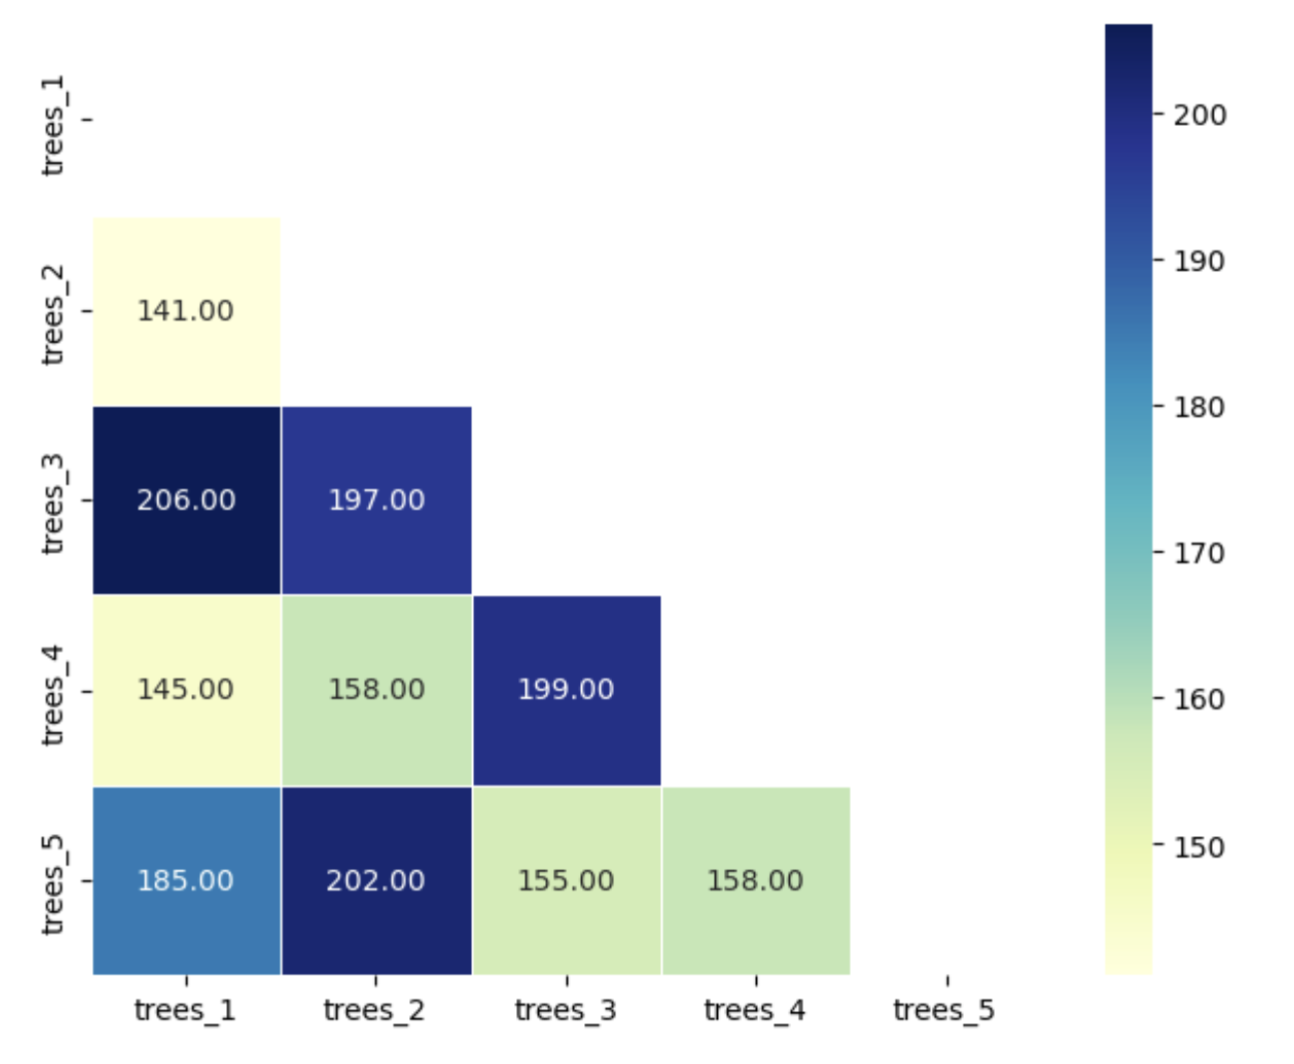 trees_1
200
190
trees_2
141.00
180
trees_3
206.00 197.00
170
160
trees_4
145.00 158.00 199.00
150
trees_5
185.00 202.00 155.00 158.00
trees_1 trees_2 trees_3 trees_4 trees_5